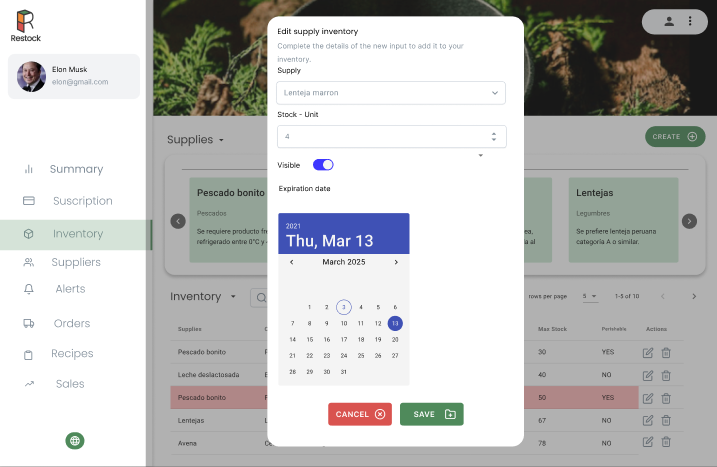 Restock
Elon Musk
elon@gmail.com
Summary
Suscription
Inventory
Suppliers
Alerts
Orders
Recipes
Sales
Supplies
CREATE
Pescado bonito
Pescados
Se requiere producto
refrigerado entre 0°C y
Lentejas
Legumbres
Se prefiere lenteja peruana
categoría A o similar.
al
Inventory
rows per page
5
1-5 of 10
Supplies
Max Stock
Perishable
Actions
Pescado bonito
30
YES
Leche deslactosada
40
NO
Pescado bonito
50
YES
Lentejas
67
NO
Avena
78
NO
Edit supply inventory
Complete the details of the new input to add it to your
inventory.
Supply
Lenteja marron
Stock - Unit
4
Visible
Expiration date
2021
Thu, Mar 13
March 2025
1 2 3 4 5 6
7 8 9 10 11 12 13
14 15 16 17 18 19 20
21 22 23 24 25 26 27
28 29 30 31
CANCEL
SAVE